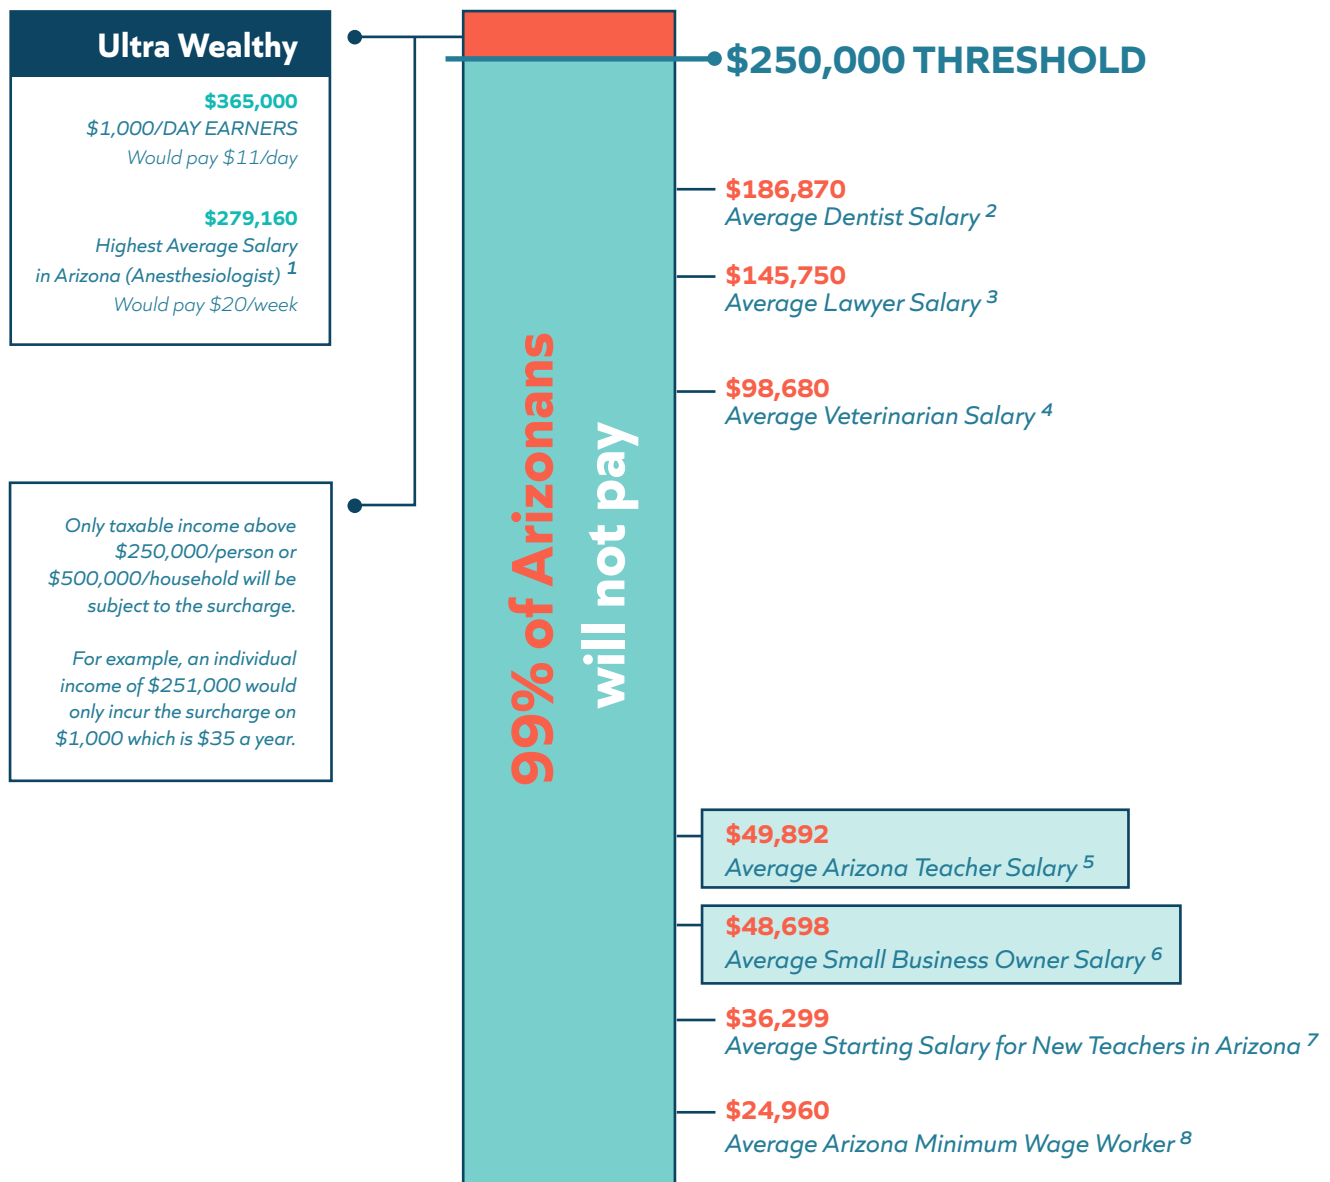 Ultra Wealthy
$365,000
$1,000/DAY EARNERS
Would pay $11/day
$279,160
Highest Average Salary
in Arizona (Anesthesiologist) 1
Would pay $20/week
Only taxable income above
$250,000/person or
$500,000/household will be
subject to the surcharge.
For example, an individual
income of $251,000 would
only incur the surcharge on
$1,000 which is $35 a year.
99% of Arizonans
will not pay
$250,000 THRESHOLD
$186,870
Average Dentist Salary 2
$145,750
Average Lawyer Salary 3
$98,680
Average Veterinarian Salary 4
$49,892
Average Arizona Teacher Salary 5
$48,698
Average Small Business Owner Salary 6
$36,299
Average Starting Salary for New Teachers in Arizona 7
$24,960
Average Arizona Minimum Wage Worker 8